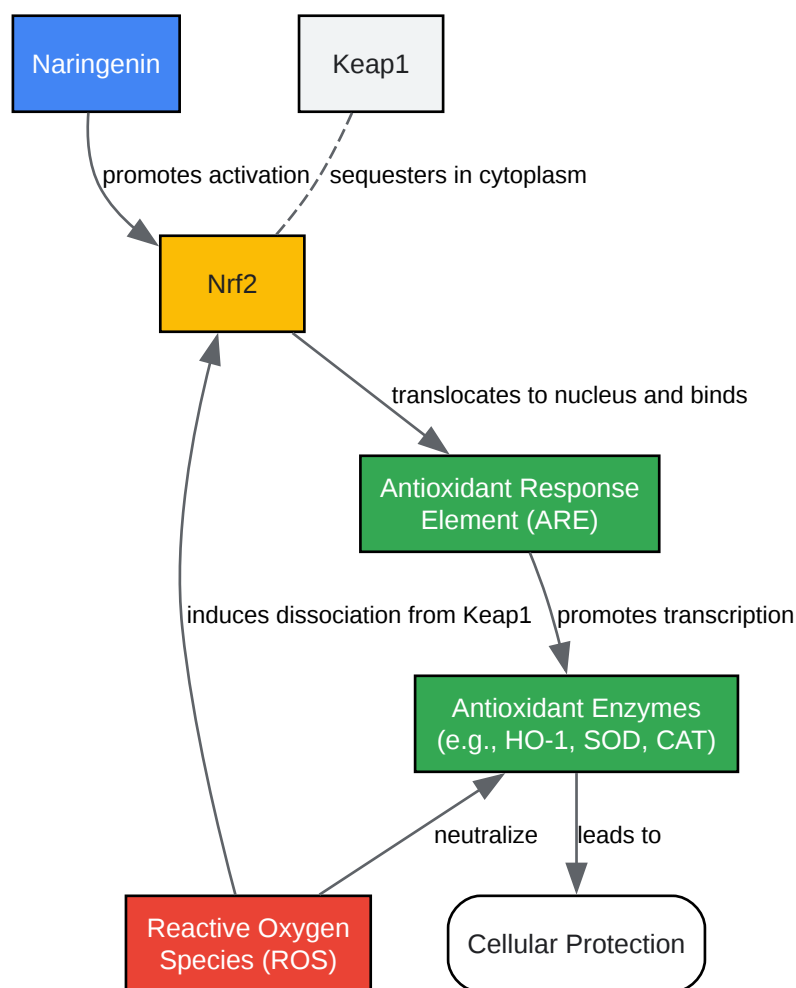 Naringenin
Keap1
promotes activation
sequesters in cytoplasm
Nrf2
translocates to nucleus and binds
Antioxidant Response
Element (ARE)
induces dissociation from Keap1
promotes transcription
Antioxidant Enzymes
(e.g., HO-1, SOD, CAT)
neutralize
leads to
Reactive Oxygen
Species (ROS)
Cellular Protection